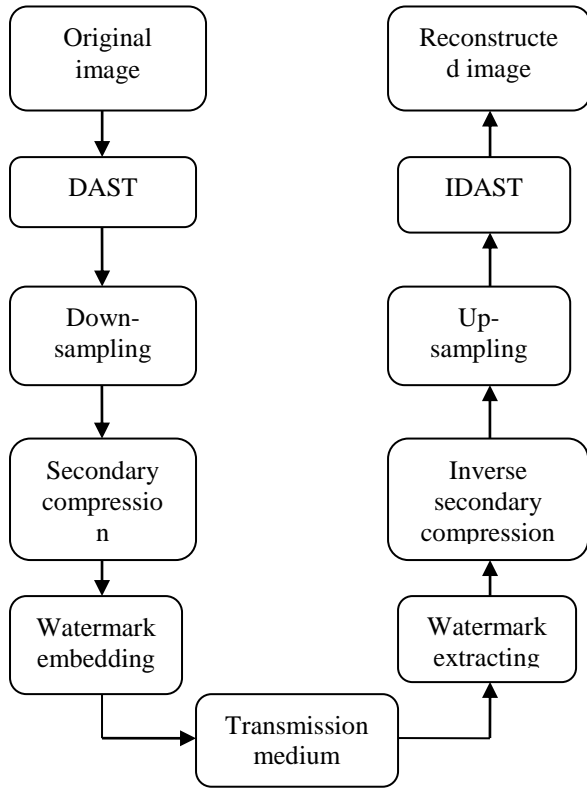 Original
image
DAST
Down-
sampling
Secondary
compressio
n
Watermark
embedding
Transmission
medium
Watermark
extracting
Inverse
secondary
compression
Up-
sampling
IDAST
Reconstructe
d image